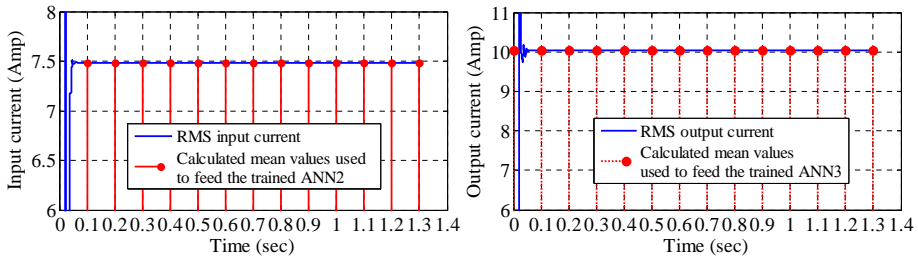 Input current (Amp)
8
7.5
7
6.5
6
RMS input current
Calculated mean values used
to feed the trained ANN2
0 0.1 0.2 0.3 0.4 0.5 0.6 0.7 0.8 0.9 1 1.1 1.2 1.3 1.4
Time (sec)
Output current (Amp)
11
10
9
8
7
6
RMS output current
Calculated mean values
used to feed the trained ANN3
0 0.1 0.2 0.3 0.4 0.5 0.6 0.7 0.8 0.9 1 1.1 1.2 1.3 1.4
Time (sec)